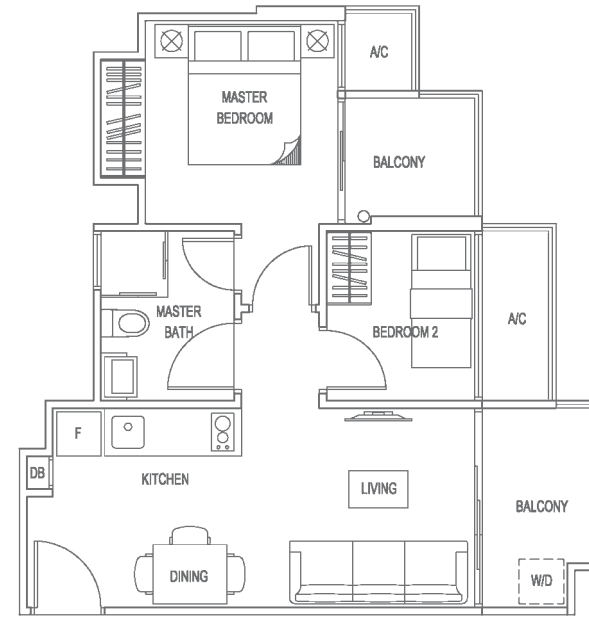 A/C
MASTER
BEDROOM
BALCONY
MASTER
BATH
BEDROOM 2
A/C
F
DB
KITCHEN
LIVING
BALCONY
DINING
W/D